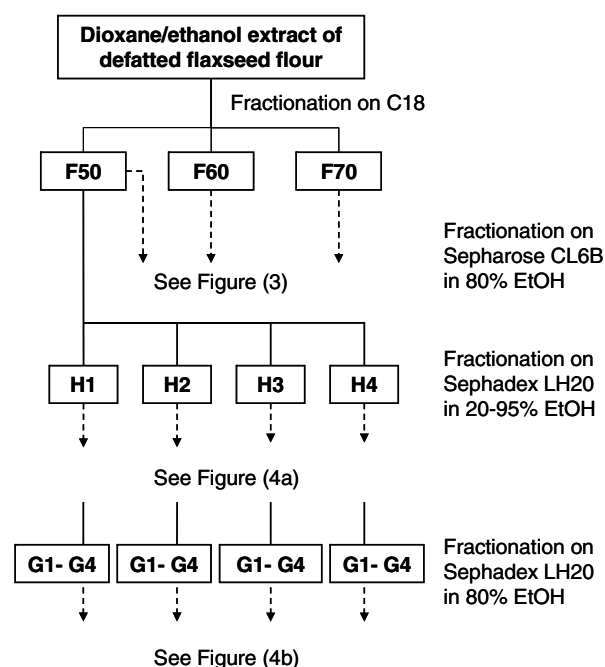 Dioxane/ethanol extract of
defatted flaxseed flour
Fractionation on C18
F50
F60
F70
Fractionation on
Sepharose CL6B
in 80% EtOH
See Figure (3)
H1
H2
H3
H4
Fractionation on
Sephadex LH20
in 20-95% EtOH
See Figure (4a)
G1- G4
G1- G4
G1- G4
G1- G4
Fractionation on
Sephadex LH20
in 80% EtOH
See Figure (4b)